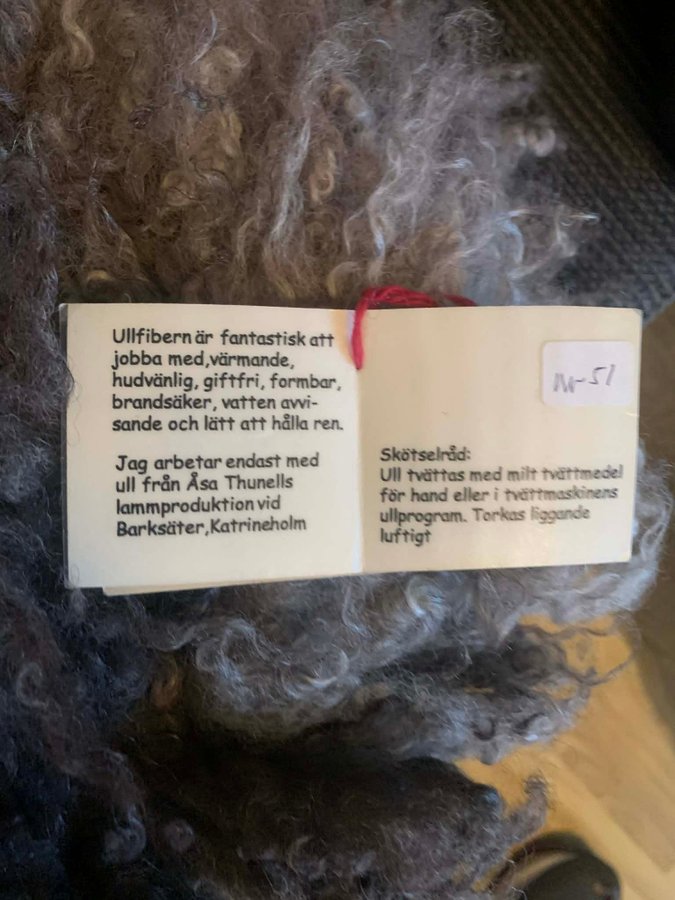 Ullfibern är fantastisk att
jobba med,värmande,
hudvänlig, giftfri, formbar,
brandsäker, vatten avvi-
sande och lätt att hålla ren.
Jag arbetar endast med
ull från Åsa Thunells
lammproduktion vid
Barksäter,Katrineholm
Nr 51
Skötselråd:
Ull tvättas med milt tvättmedel
för hand eller i tvättmaskinens
ullprogram. Torkas liggande
luftigt